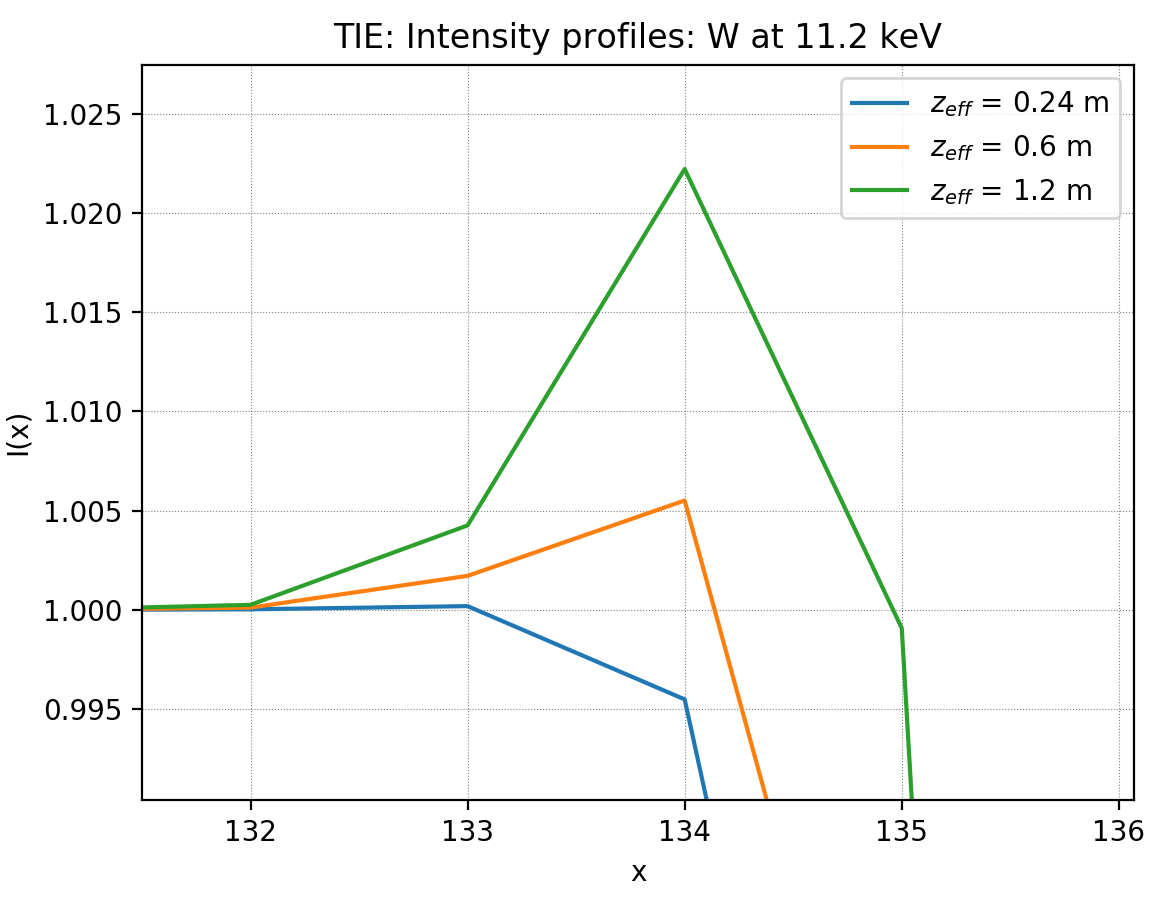 TIE: Intensity profiles: W at 11.2 keV
z_eff = 0.24 m
z_eff = 0.6 m
z_eff = 1.2 m
I(x)
1.025
1.020
1.015
1.010
1.005
1.000
0.995
132 133 134 135 136
x